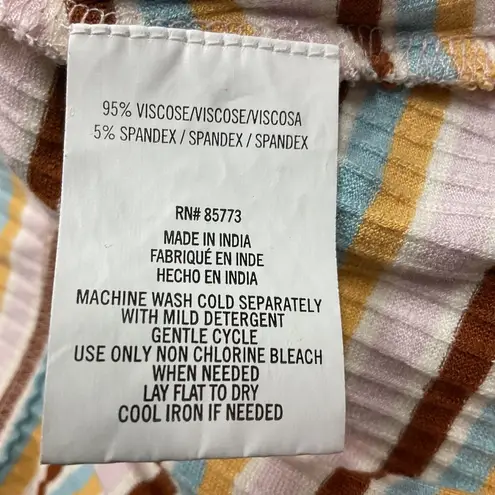 95% VISCOSE/VISCOSE/VISCOSA
5% SPANDEX / SPANDEX / SPANDEX
RN# 85773
MADE IN INDIA
FABRIQUÉ EN INDE
HECHO EN INDIA
MACHINE WASH COLD SEPARATELY
WITH MILD DETERGENT
GENTLE CYCLE
USE ONLY NON CHLORINE BLEACH
WHEN NEEDED
LAY FLAT TO DRY
COOL IRON IF NEEDED